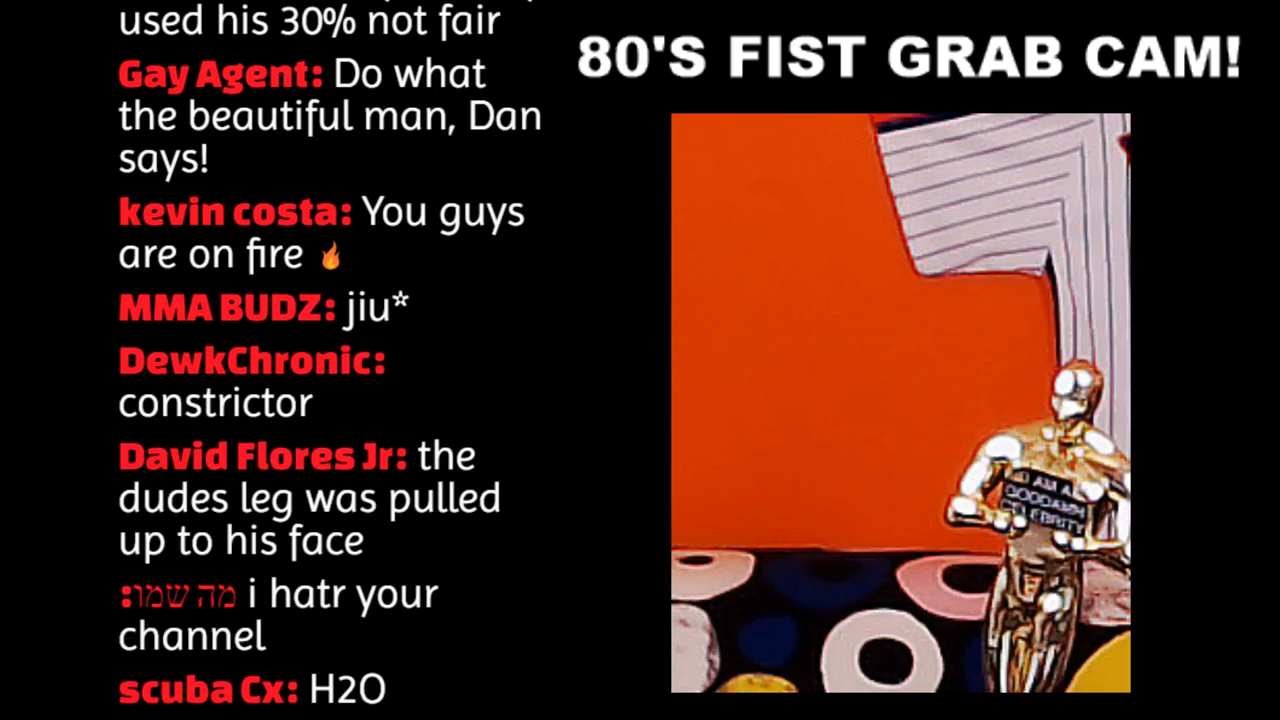 used his 30% not fair
Gay Agent: Do what
the beautiful man, Dan
says!
kevin costa: You guys
are on fire 🔥
MMA BUDZ: jiu*
DewkChronic:
constrictor
David Flores Jr: the
dudes leg was pulled
up to his face
מה שמו: i hatr your
channel
scuba Cx: H2O
80'S FIST GRAB CAM!
I AM A
GODDAMN
CELEBRITY